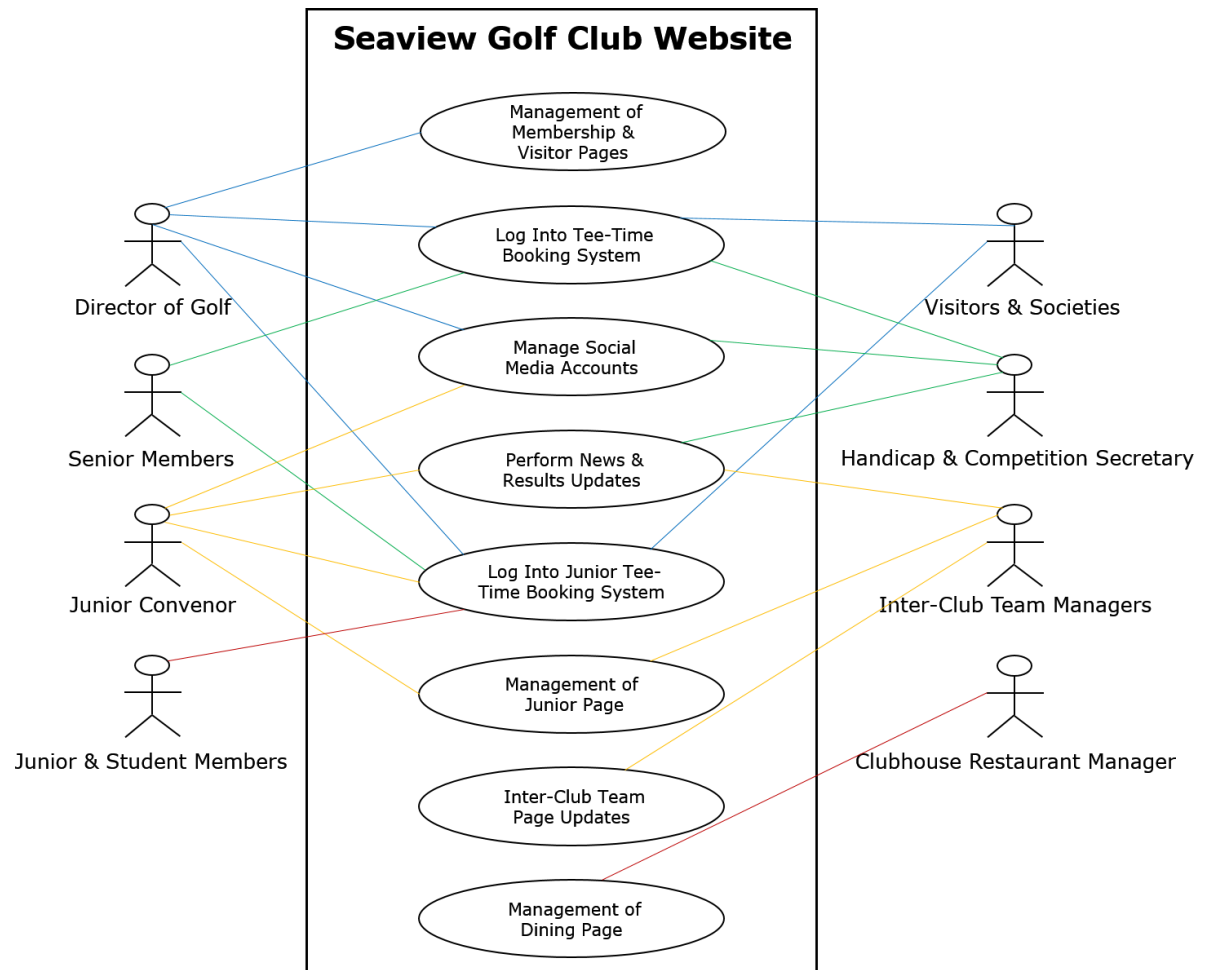 Seaview Golf Club Website
Management of
Membership &
Visitor Pages
Director of Golf
Log Into Tee-Time
Booking System
Visitors & Societies
Senior Members
Manage Social
Media Accounts
Handicap & Competition Secretary
Perform News &
Results Updates
Junior Convenor
Log Into Junior Tee-
Time Booking System
Inter-Club Team Managers
Junior & Student Members
Management of
Junior Page
Clubhouse Restaurant Manager
Inter-Club Team
Page Updates
Management of
Dining Page